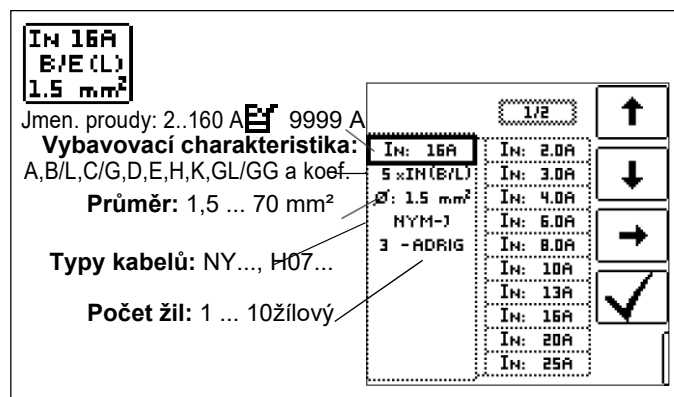 IN 16A
B/E(L)
1.5 mm²
Jmen. proudy: 2..160 A 9999 A
Vybavovací charakteristika:
A,B/L,C/G,D,E,H,K,GL/GG a koef.
Průměr: 1,5 ... 70 mm²
Typy kabelů: NY..., H07...
Počet žil: 1 ... 10žílový
1/2
IN: 16A
5 xIN(B/L)
Ø: 1.5 mm²
NYM-J
3 -ADRIG
IN: 2.0A
IN: 3.0A
IN: 4.0A
IN: 6.0A
IN: 8.0A
IN: 10A
IN: 13A
IN: 16A
IN: 20A
IN: 25A